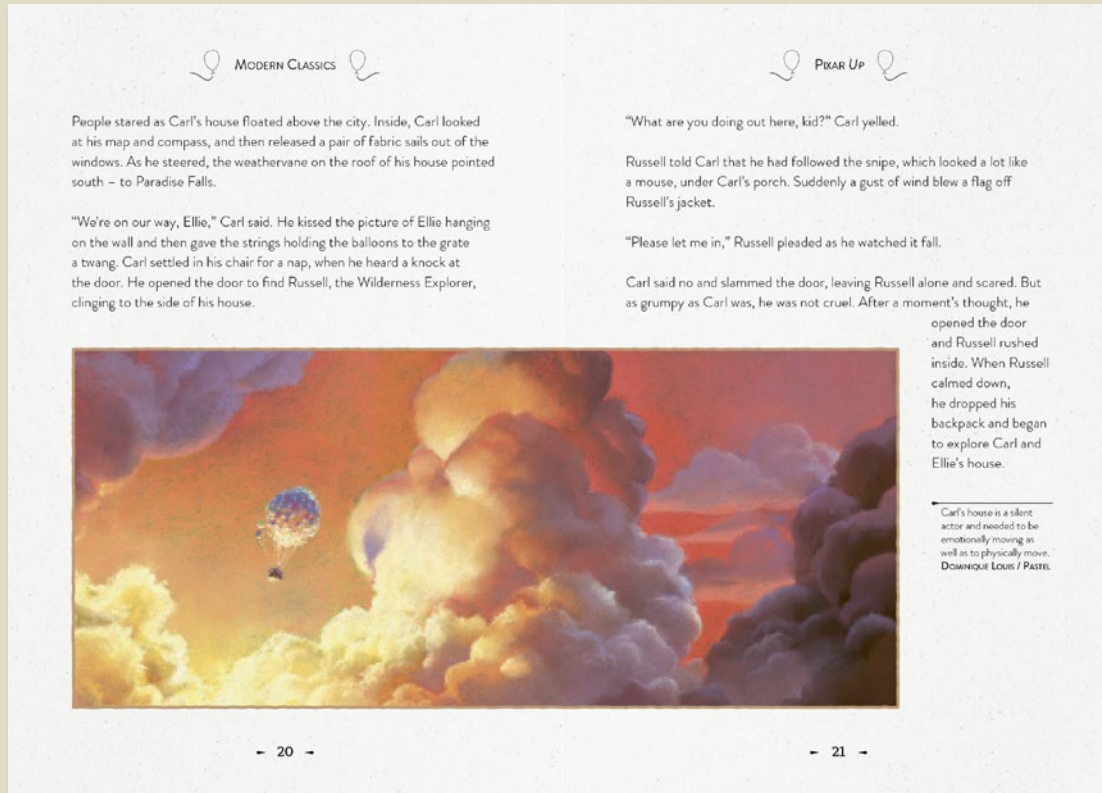 MODERN CLASSICS
People stared as Carl's house floated above the city. Inside, Carl looked
at his map and compass, and then released a pair of fabric sails out of the
windows. As he steered, the weathervane on the roof of his house pointed
south – to Paradise Falls.
“We're on our way, Ellie,” Carl said. He kissed the picture of Ellie hanging
on the wall and then gave the strings holding the balloons to the grate
a twang. Carl settled in his chair for a nap, when he heard a knock at
the door. He opened the door to find Russell, the Wilderness Explorer,
clinging to the side of his house.
20
PIXAR UP
“What are you doing out here, kid?” Carl yelled.
Russell told Carl that he had followed the snipe, which looked a lot like
a mouse, under Carl's porch. Suddenly a gust of wind blew a flag off
Russell's jacket.
“Please let me in,” Russell pleaded as he watched it fall.
Carl said no and slammed the door, leaving Russell alone and scared. But
as grumpy as Carl was, he was not cruel. After a moment's thought, he
opened the door
and Russell rushed
inside. When Russell
calmed down,
he dropped his
backpack and began
to explore Carl and
Ellie's house.
Carl's house is a silent
actor and needed to be
emotionally moving as
well as to physically move.
DOMINIQUE LOUIS / PASTEL
21